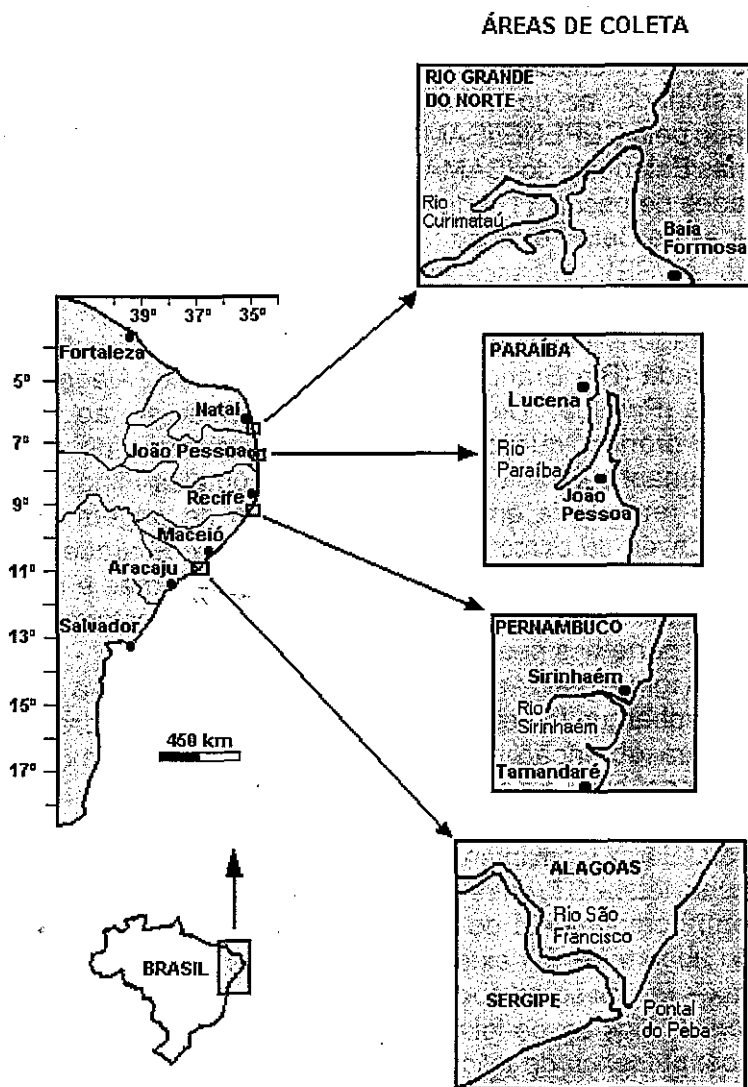 ÁREAS DE COLETA
RIO GRANDE
DO NORTE
Rio
Curimataú
Baía
Formosa
39º 37º 35º
Fortaleza
5º
Natal
7º
João Pessoa
Recife
9º
Maceió
Aracaju
11º
Salvador
13º
15º
450 km
17º
BRASIL
PARAÍBA
Lucena
Rio
Paraíba
João
Pessoa
PERNAMBUCO
Sirinhaém
Rio
Sirinhaém
Tamandaré
ALAGOAS
Rio São
Francisco
SERGIPE
Pontal
do Peba